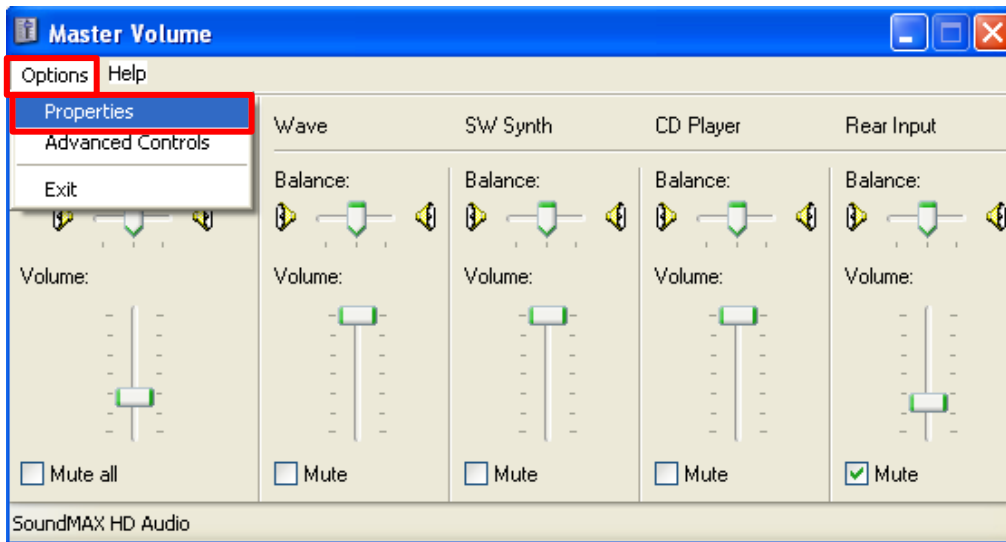 Master Volume
Options Help
Properties
Advanced Controls
Exit
Wave SW Synth CD Player Rear Input
Balance: Balance: Balance: Balance:
Volume: Volume: Volume: Volume: Volume:
Mute all Mute Mute Mute Mute
SoundMAX HD Audio